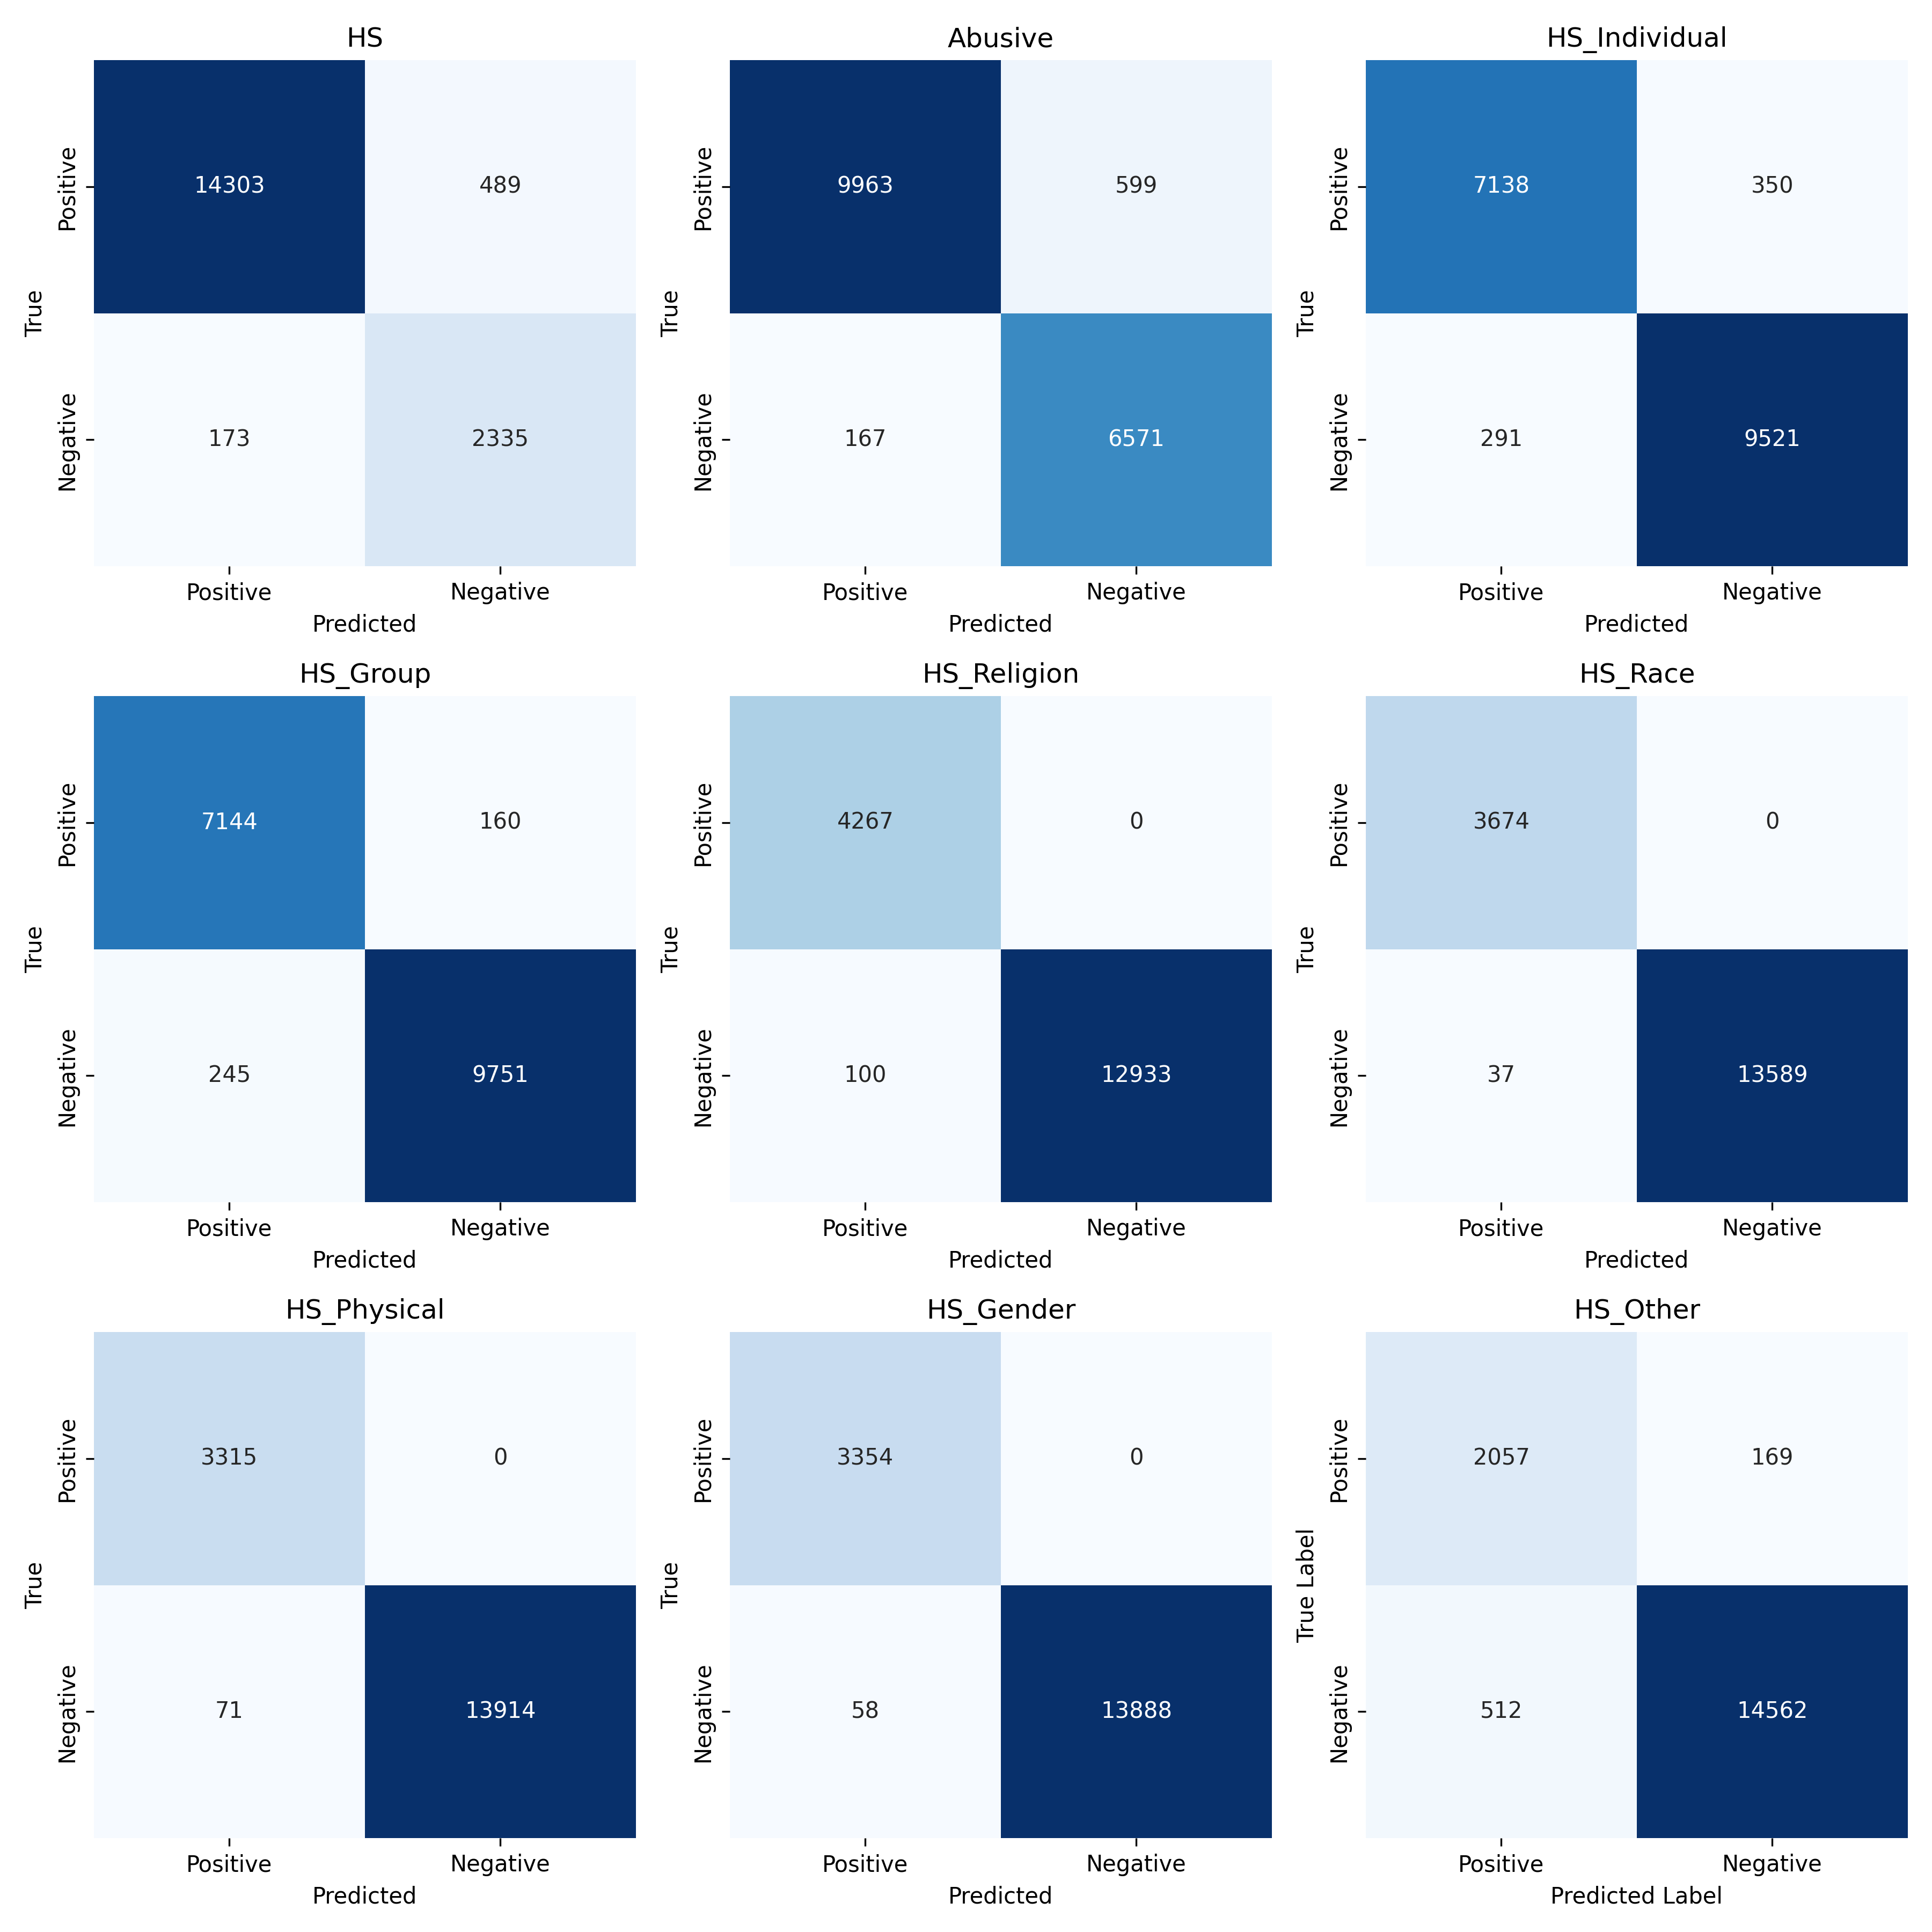 HS
Positive
14303
489
True
Negative
173
2335
Positive
Negative
Predicted
Abusive
Positive
9963
599
True
Negative
167
6571
Positive
Negative
Predicted
HS_Individual
Positive
7138
350
True
Negative
291
9521
Positive
Negative
Predicted
HS_Group
Positive
7144
160
True
Negative
245
9751
Positive
Negative
Predicted
HS_Religion
Positive
4267
0
True
Negative
100
12933
Positive
Negative
Predicted
HS_Race
Positive
3674
0
True
Negative
37
13589
Positive
Negative
Predicted
HS_Physical
Positive
3315
0
True
Negative
71
13914
Positive
Negative
Predicted
HS_Gender
Positive
3354
0
True
Negative
58
13888
Positive
Negative
Predicted
HS_Other
Positive
2057
169
True Label
Negative
512
14562
Positive
Negative
Predicted Label